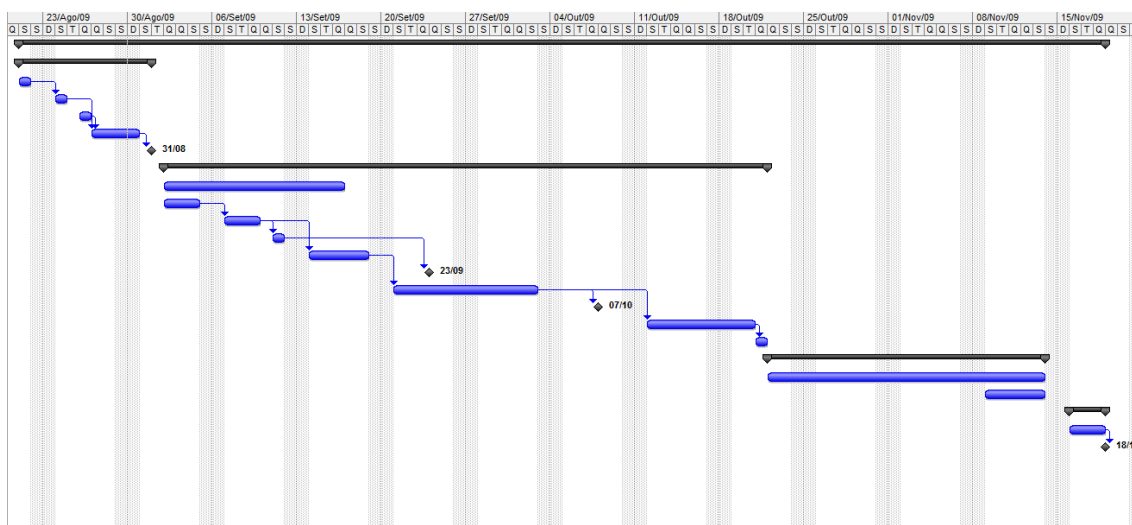 23/Ago/09 30/Ago/09 06/Set/09 13/Set/09 20/Set/09 27/Set/09 04/Out/09 11/Out/09 18/Out/09 25/Out/09 01/Nov/09 08/Nov/09 15/Nov/09
Q S S D S T Q Q S S D S T Q Q S S D S T Q Q S S D S T Q Q S S D S T Q Q S S D S T Q Q S S D S T Q Q S S D S T Q Q S S D S T Q Q S S D S T Q Q S S D S T Q Q S S D S T Q Q S S D S T Q Q S
31/08
23/09
07/10
18/1